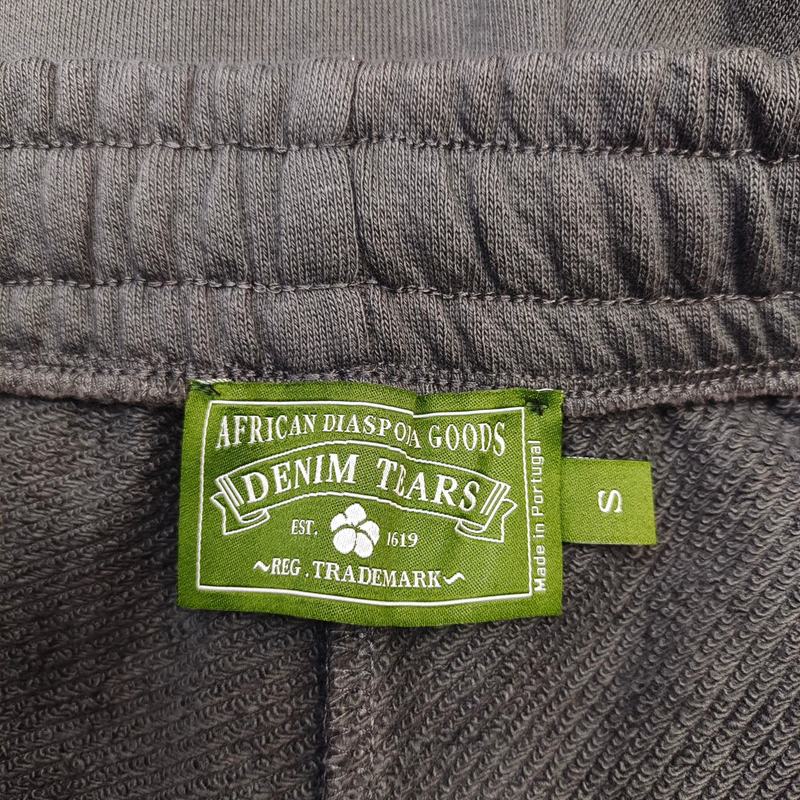 AFRICAN DIASPORA GOODS
DENIM TEARS
EST. 1619
~REG. TRADEMARK~
Made in Portugal
S